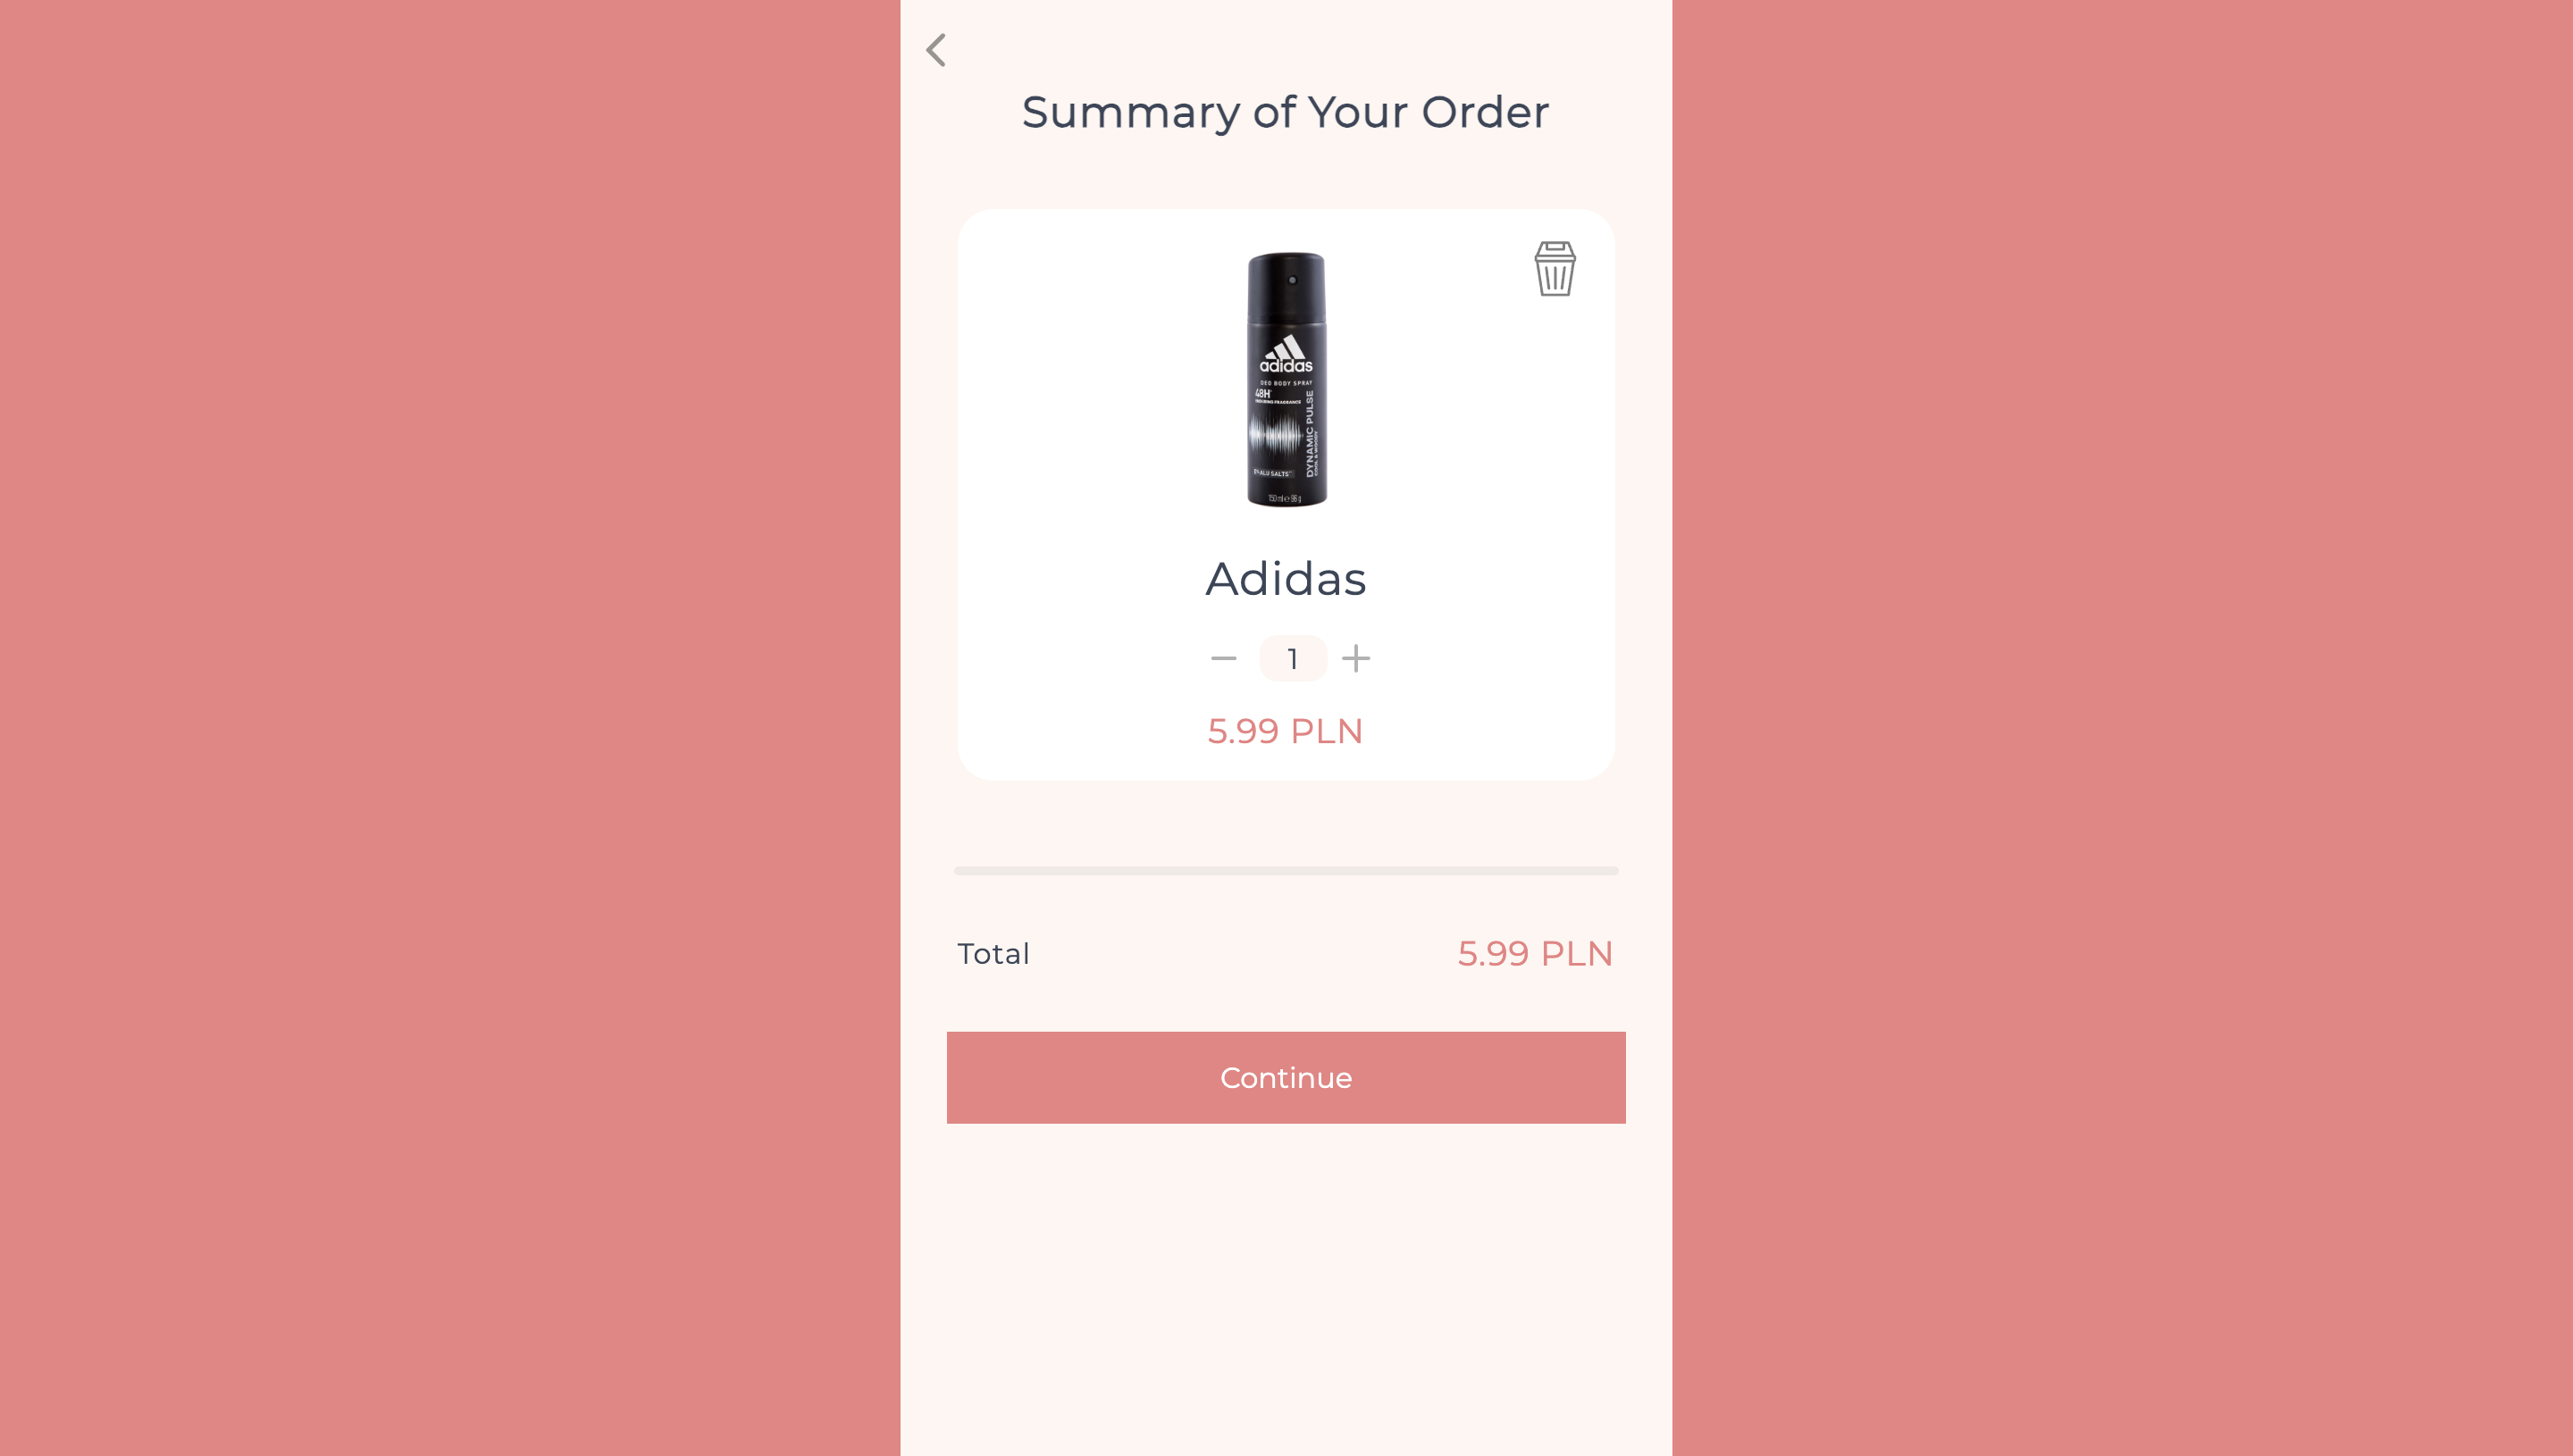 Summary of Your Order
adidas
DEO BODY SPRAY
48H
DYNAMIC PULSE
0% ALU SALTS
150 ml e 96 g
Adidas
1
5.99 PLN
Total
5.99 PLN
Continue